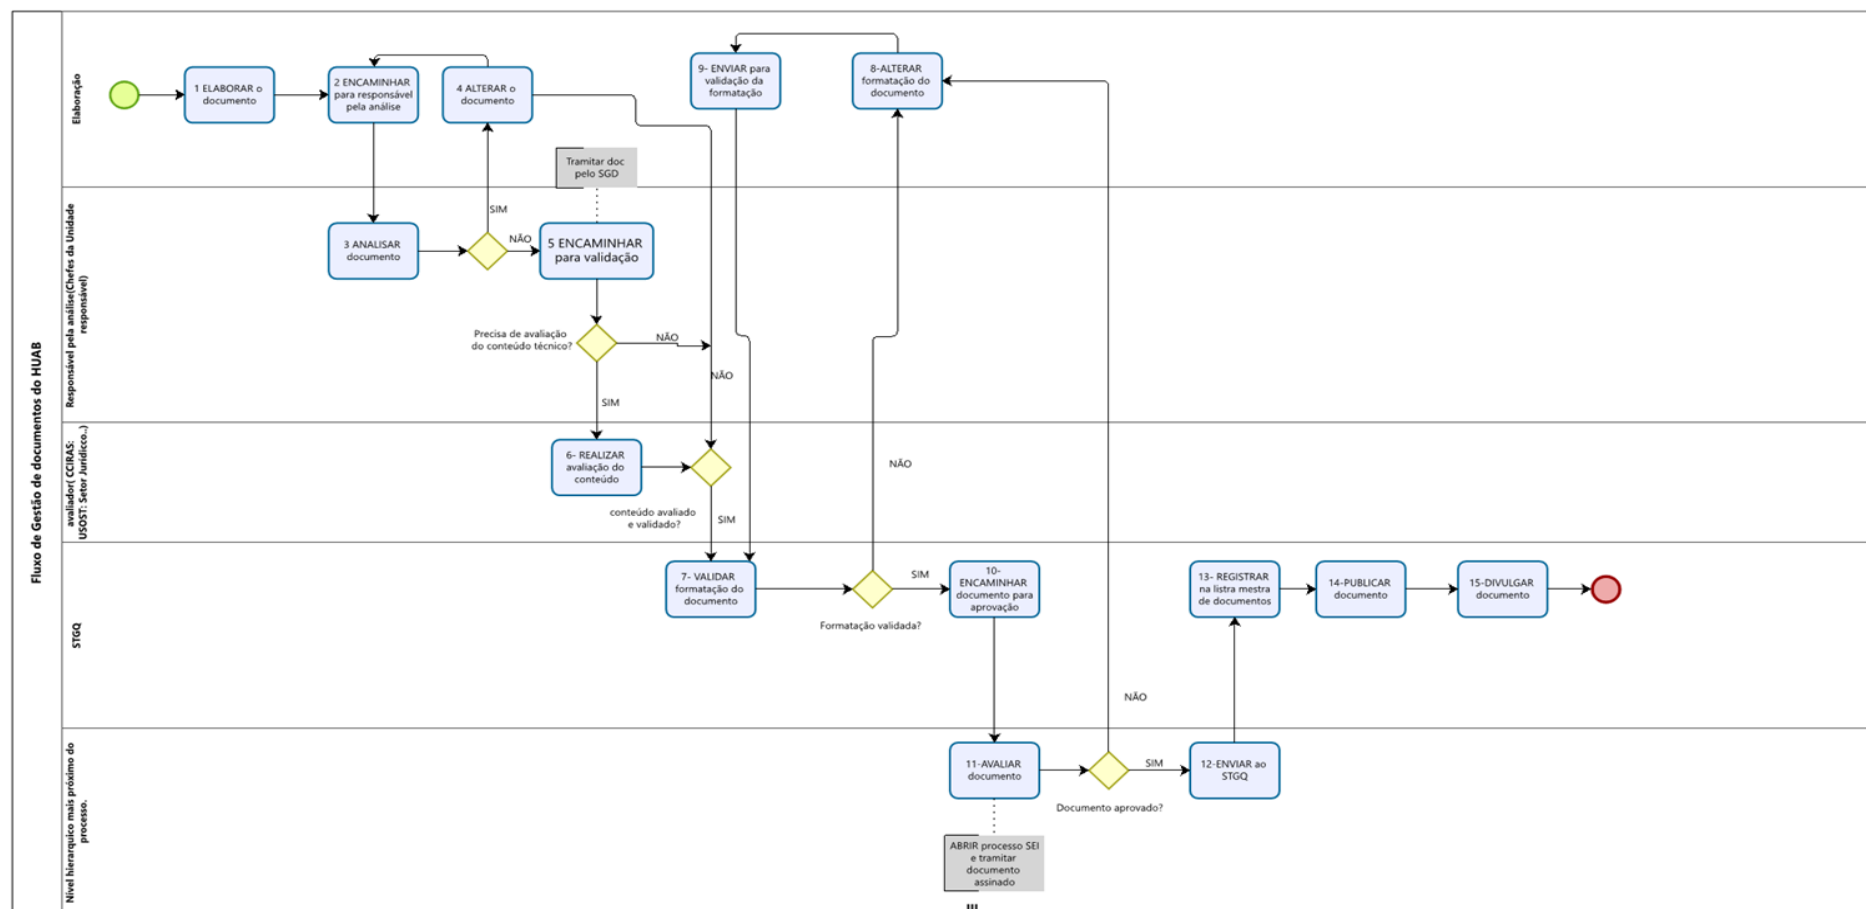 Fluxo de Gestão de documentos do HUAB
Elaboração
1 ELABORAR o
documento
2 ENCAMINHAR
para responsável
pela análise
4 ALTERAR o
documento
9- ENVIAR para
validação da
formatação
8-ALTERAR
formatação do
documento
Tramitar doc
pelo SGD
Responsável pela análise(Chefes da Unidade
responsável)
3 ANALISAR
documento
SIM
NÃO
5 ENCAMINHAR
para validação
Precisa de avaliação
do conteúdo técnico?
NÃO
NÃO
SIM
avaliador( CCIRAS:
USOST: Setor Jurídicco..)
6- REALIZAR
avaliação do
conteúdo
conteúdo avaliado
e validado?
SIM
NÃO
STGQ
7- VALIDAR
formatação do
documento
Formatação validada?
SIM
10-
ENCAMINHAR
documento para
aprovação
13- REGISTRAR
na listra mestra
de documentos
14-PUBLICAR
documento
15-DIVULGAR
documento
NÃO
Nível hierarquico mais próximo do
processo.
11-AVALIAR
documento
SIM
Documento aprovado?
12-ENVIAR ao
STGQ
ABRIR processo SEI
e tramitar
documento
assinado